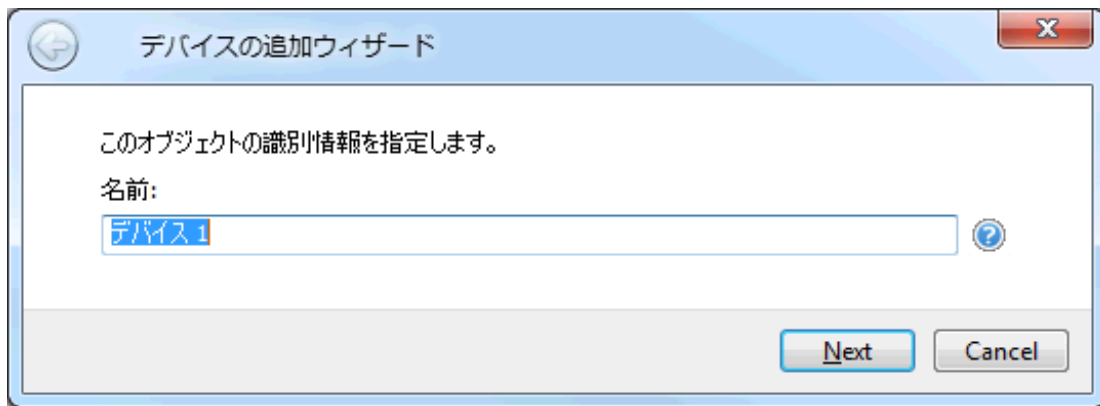 デバイスの追加ウィザード
このオブジェクトの識別情報を指定します。
名前:
デバイス 1
Next
Cancel